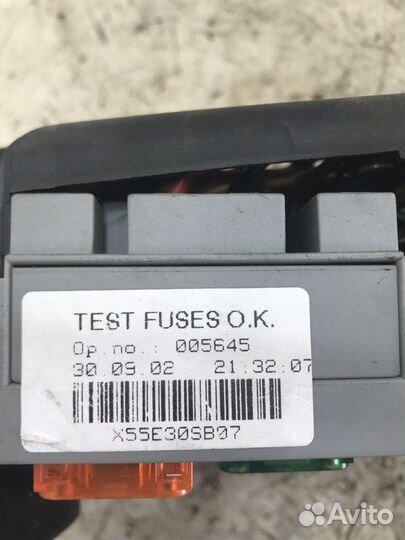 TEST FUSES O.K.
Op.no.: 005645
30.09.02 21:32:07
X55E30SB07
Avito